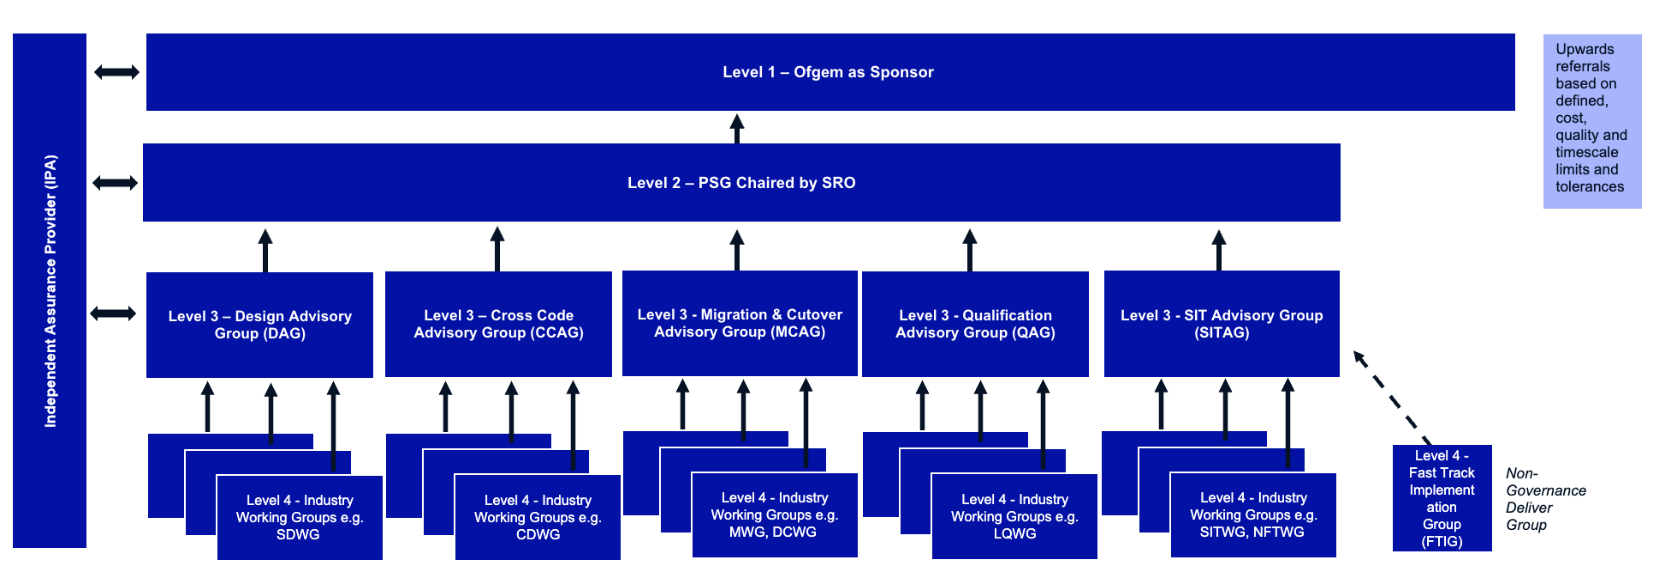 Independent Assurance Provider (IPA)
Level 1 – Ofgem as Sponsor
Upwards
referrals
based on
defined,
cost,
quality and
timescale
limits and
tolerances
Level 2 – PSG Chaired by SRO
Level 3 – Design Advisory
Group (DAG)
Level 3 – Cross Code
Advisory Group (CCAG)
Level 3 - Migration & Cutover
Advisory Group (MCAG)
Level 3 - Qualification
Advisory Group (QAG)
Level 3 - SIT Advisory Group
(SITAG)
Level 4 - Industry
Working Groups e.g.
SDWG
Level 4 - Industry
Working Groups e.g.
CDWG
Level 4 - Industry
Working Groups e.g.
MWG, DCWG
Level 4 - Industry
Working Groups e.g.
LQWG
Level 4 - Industry
Working Groups e.g.
SITWG, NFTWG
Level 4 -
Fast Track
Implement
ation
Group
(FTIG)
Non-
Governance
Deliver
Group